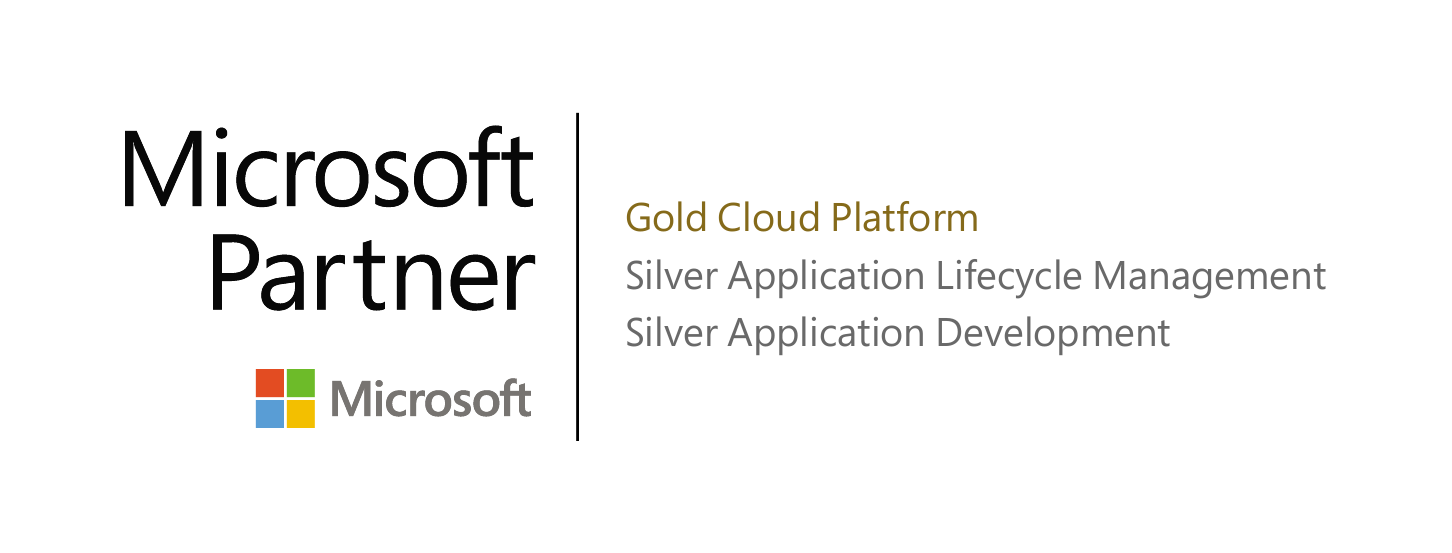 Microsoft
Partner
Microsoft
Gold Cloud Platform
Silver Application Lifecycle Management
Silver Application Development